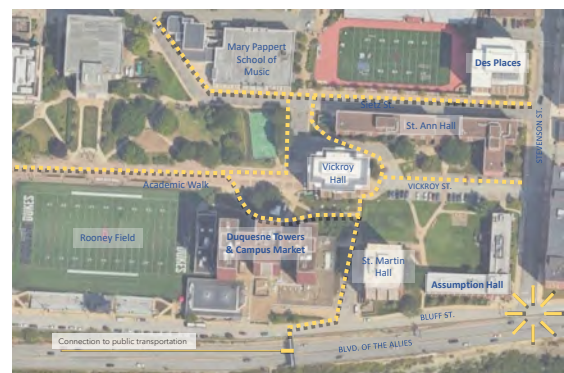 Mary Pappert
School of
Music
Des Places
St. Ann Hall
STEVENSON ST.
Vickroy
Hall
VICKROY ST.
Academic Walk
DUKES
Rooney Field
DUKES
Duquesne Towers
& Campus Market
St. Martin
Hall
Assumption Hall
BLUFF ST.
Connection to public transportation
BLVD. OF THE ALLIES